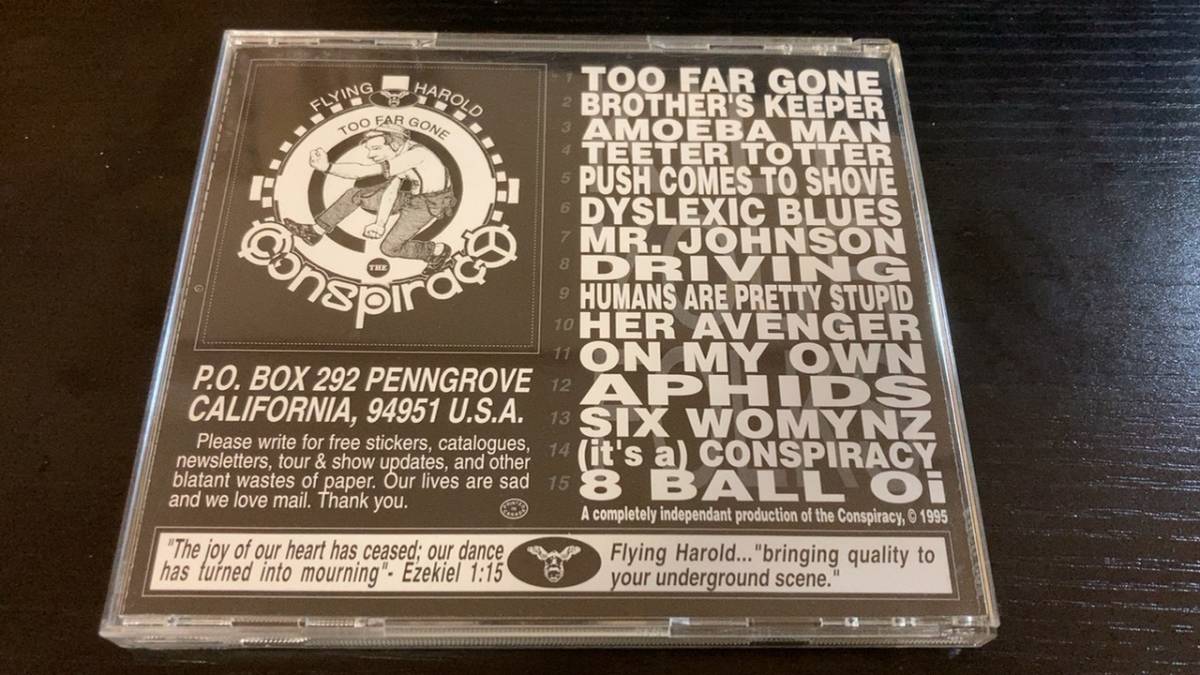 FLYING HAROLD
TOO FAR GONE
THE
Conspiracy
P.O. BOX 292 PENNGROVE
CALIFORNIA, 94951 U.S.A.
Please write for free stickers, catalogues,
newsletters, tour & show updates, and other
blatant wastes of paper. Our lives are sad
and we love mail. Thank you.
PRINTED IN CANADA
1 TOO FAR GONE
2 BROTHER'S KEEPER
3 AMOEBA MAN
4 TEETER TOTTER
5 PUSH COMES TO SHOVE
6 DYSLEXIC BLUES
7 MR. JOHNSON
8 DRIVING
9 HUMANS ARE PRETTY STUPID
10 HER AVENGER
11 ON MY OWN
12 APHIDS
13 SIX WOMYNZ
14 (it's a) CONSPIRACY
15 8 BALL Oi
A completely independant production of the Conspiracy, © 1995
"The joy of our heart has ceased; our dance
has turned into mourning"- Ezekiel 1:15
Flying Harold..."bringing quality to
your underground scene."